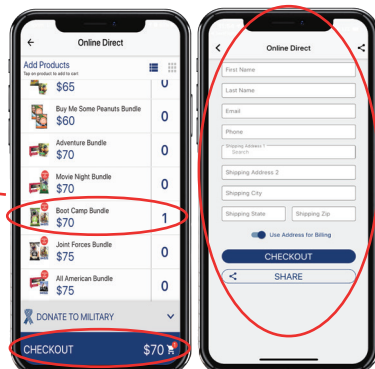 Online Direct
Add Products
Tap on product to add to cart
$65
0
Buy Me Some Peanuts Bundle
$60
0
Adventure Bundle
$70
0
Movie Night Bundle
$70
0
Boot Camp Bundle
$70
1
Joint Forces Bundle
$75
0
All American Bundle
$75
0
DONATE TO MILITARY
CHECKOUT
$70
Online Direct
First Name
Last Name
Email
Phone
Shipping Address 1
Search
Shipping Address 2
Shipping City
Shipping State
Shipping Zip
Use Address for Billing
CHECKOUT
SHARE